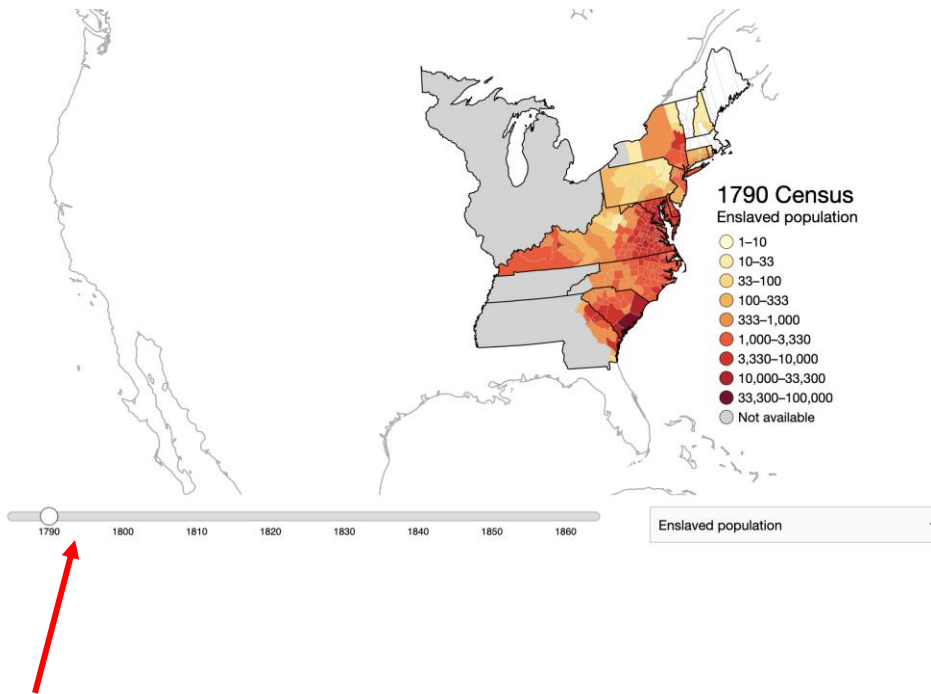 1790 Census
Enslaved population
1–10
10–33
33–100
100–333
333–1,000
1,000–3,330
3,330–10,000
10,000–33,300
33,300–100,000
Not available
1790 1800 1810 1820 1830 1840 1850 1860
Enslaved population